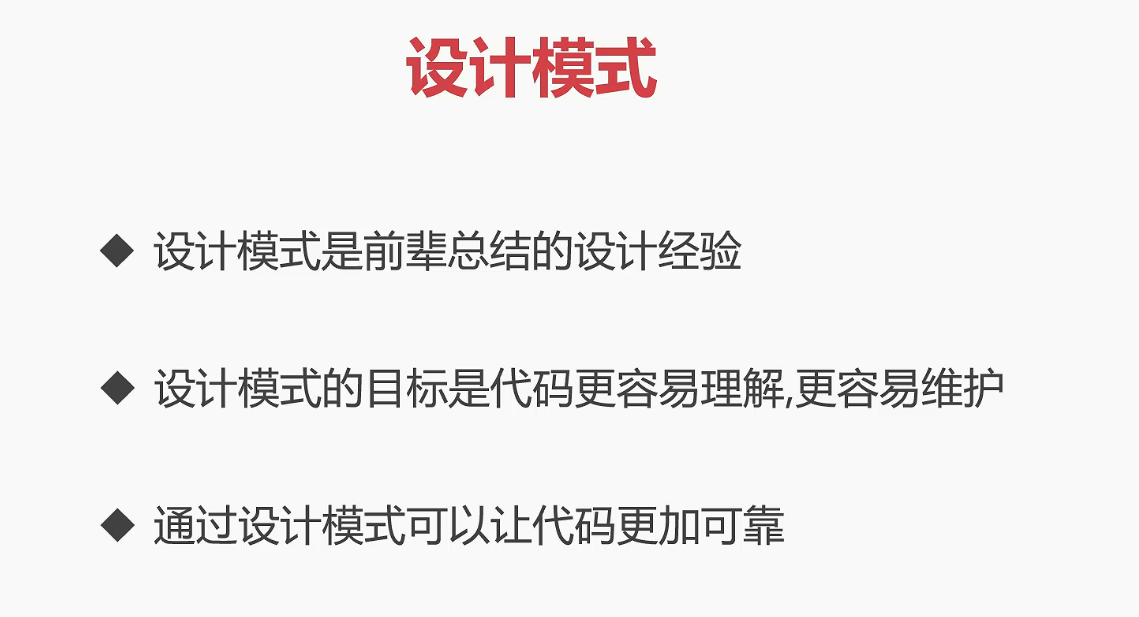 设计模式
◆ 设计模式是前辈总结的设计经验
◆ 设计模式的目标是代码更容易理解,更容易维护
◆ 通过设计模式可以让代码更加可靠